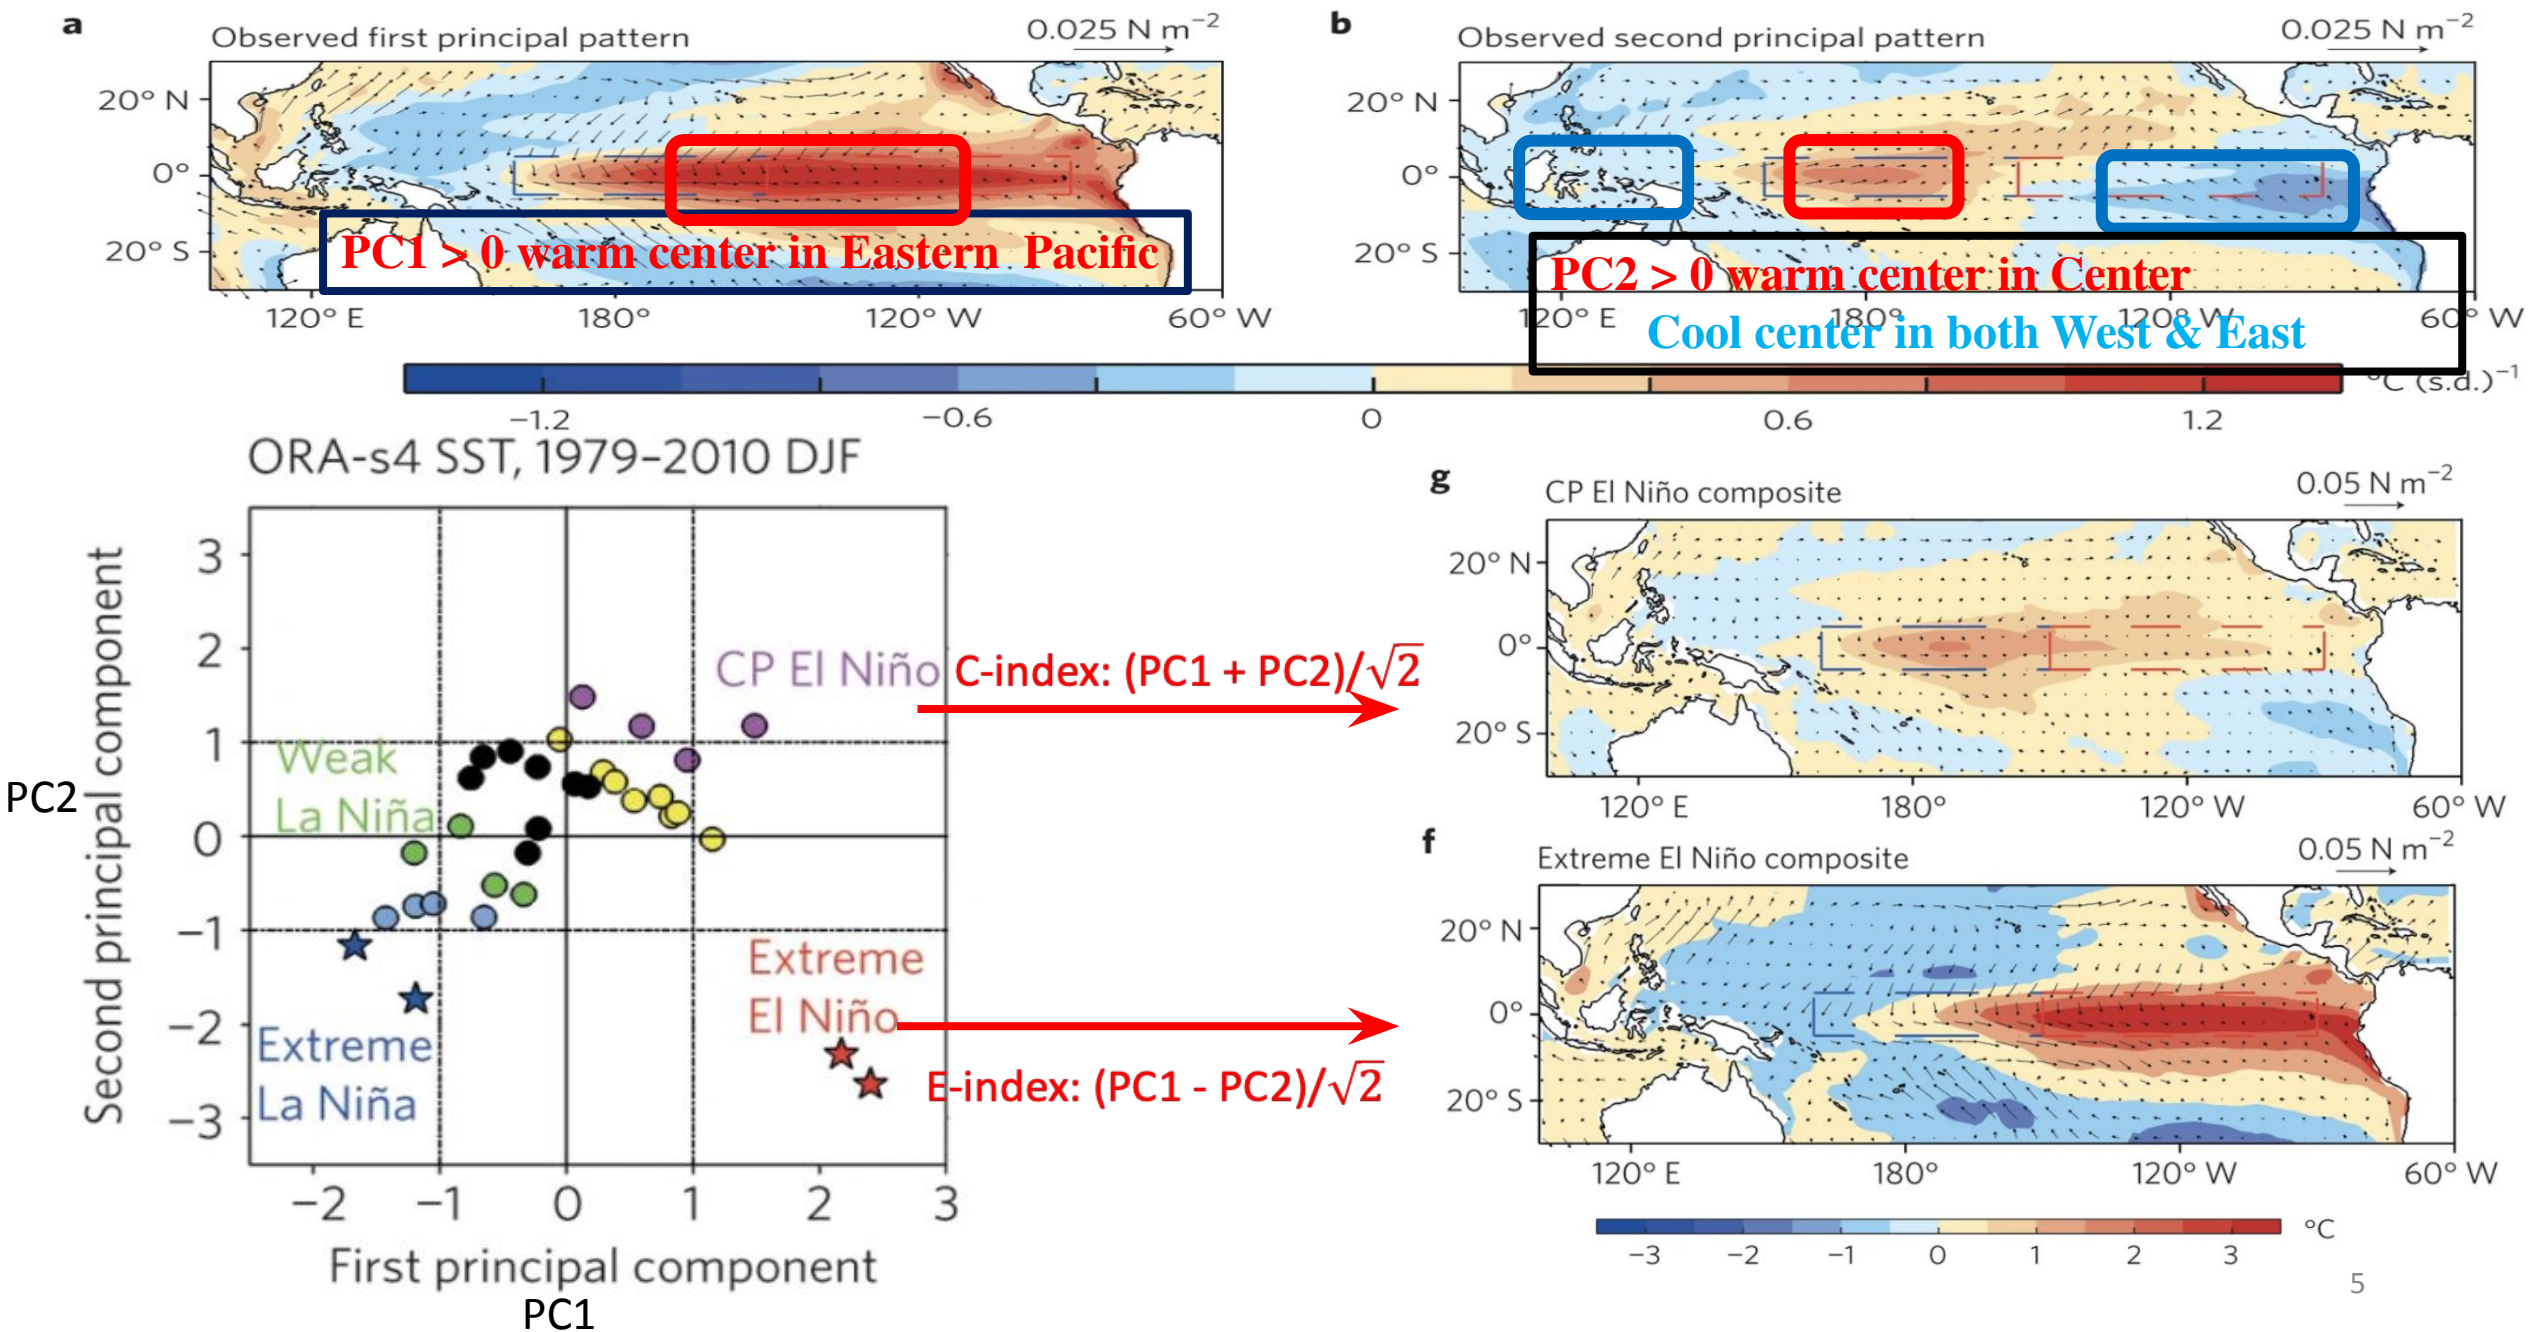 a
Observed first principal pattern
0.025 N m⁻²
20° N
0°
20° S
PC1 > 0 warm center in Eastern Pacific
120° E
180°
120° W
60° W
b
Observed second principal pattern
0.025 N m⁻²
20° N
0°
20° S
PC2 > 0 warm center in Center
120° E
180°
120° W
60° W
Cool center in both West & East
°C (s.d.)⁻¹
−1.2
−0.6
0
0.6
1.2
ORA-s4 SST, 1979–2010 DJF
Second principal component
PC2
3
2
1
0
−1
−2
−3
CP El Niño
Weak
La Niña
Extreme
El Niño
Extreme
La Niña
−2
−1
0
1
2
3
First principal component
PC1
C-index: (PC1 + PC2)/√2
E-index: (PC1 - PC2)/√2
g
CP El Niño composite
0.05 N m⁻²
20° N
0°
20° S
120° E
180°
120° W
60° W
f
Extreme El Niño composite
0.05 N m⁻²
20° N
0°
20° S
120° E
180°
120° W
60° W
°C
−3
−2
−1
0
1
2
3
5